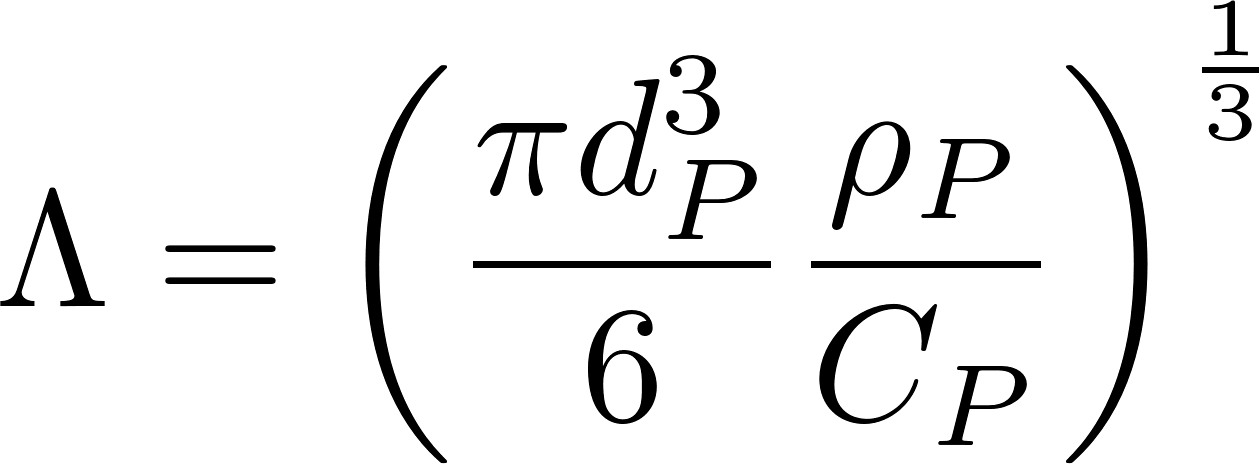 Λ = (πd_P^3/6 ρ_P/C_P)^{1/3}